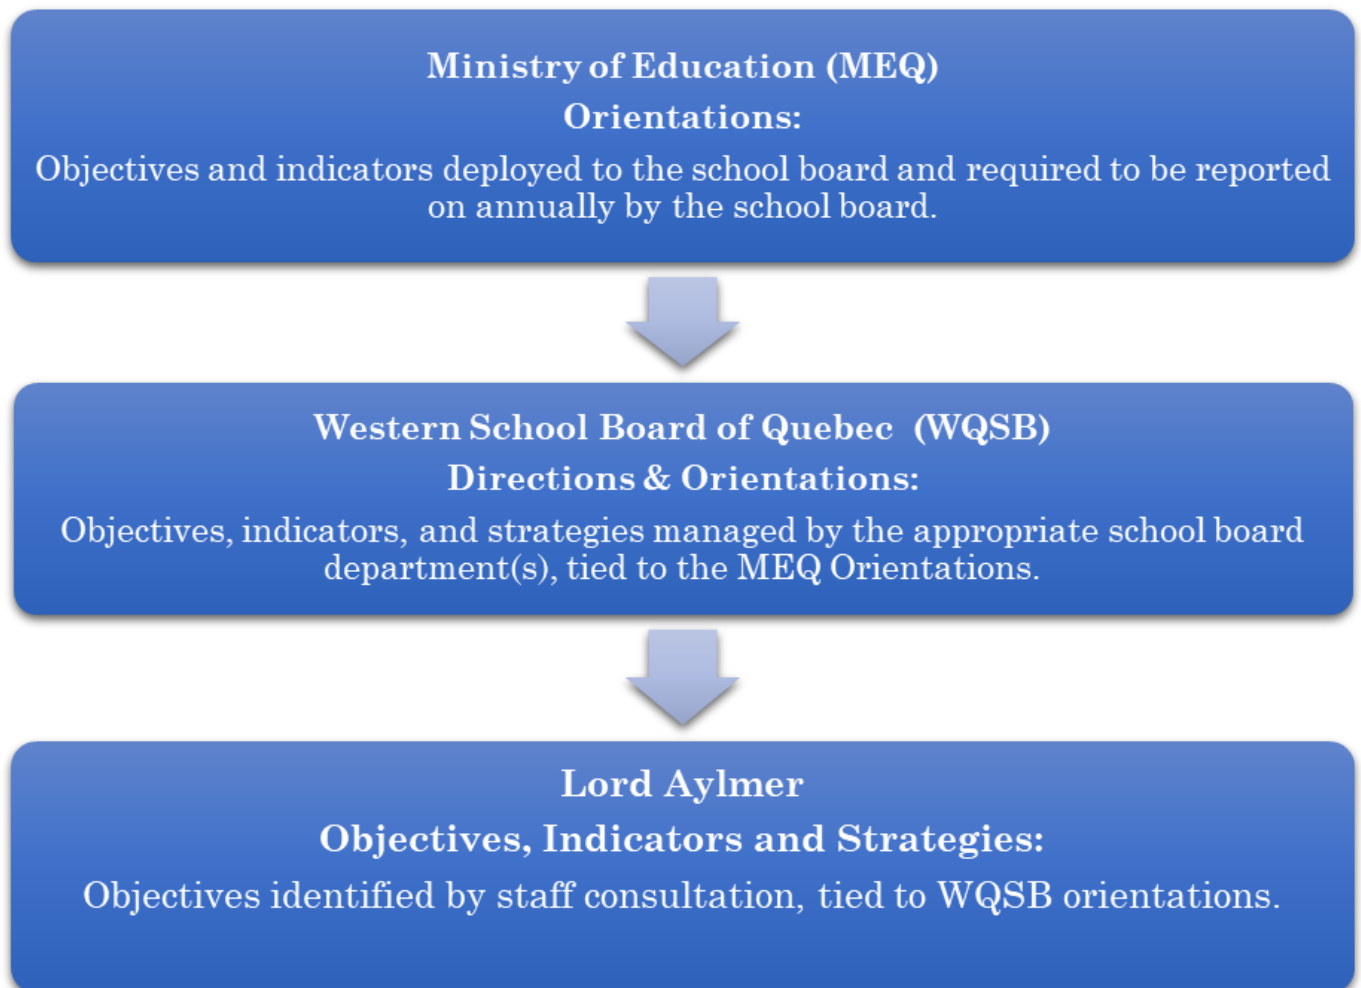 Ministry of Education (MEQ)
Orientations:
Objectives and indicators deployed to the school board and required to be reported
on annually by the school board.
Western School Board of Quebec  (WQSB)
Directions & Orientations:
Objectives, indicators, and strategies managed by the appropriate school board
department(s), tied to the MEQ Orientations.
Lord Aylmer
Objectives, Indicators and Strategies:
Objectives identified by staff consultation, tied to WQSB orientations.